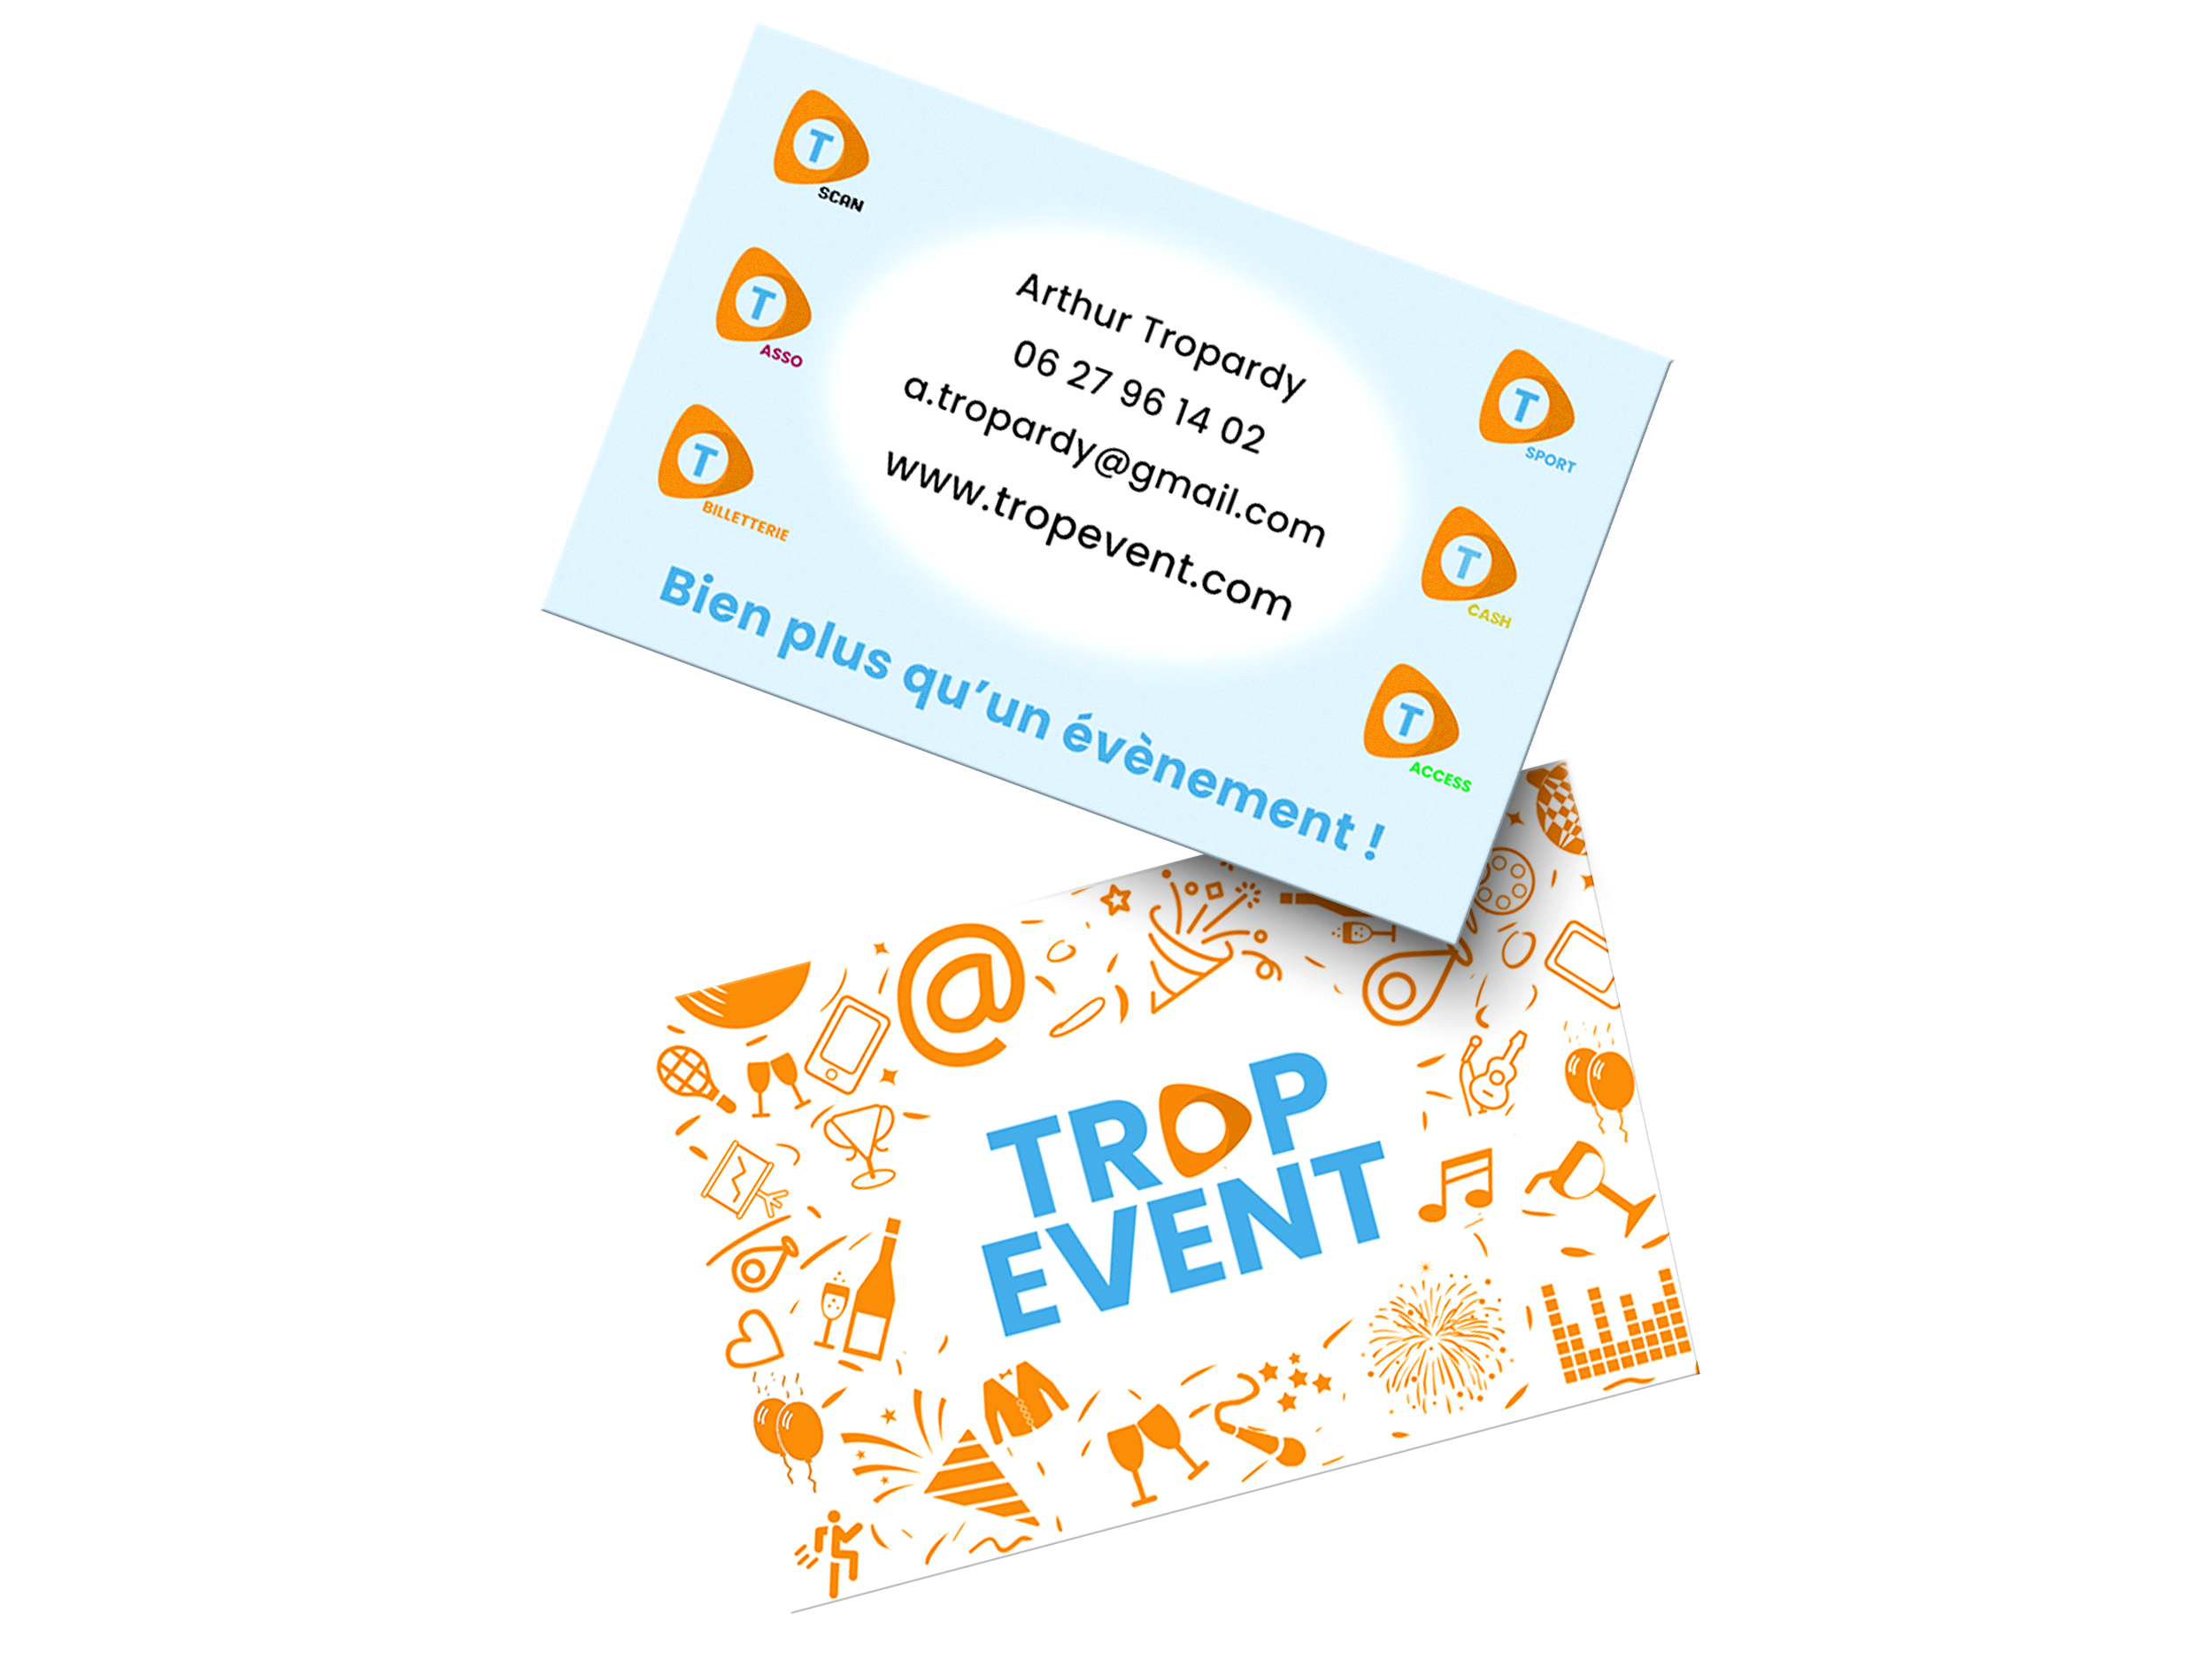 T
SCAN
T
ASSO
T
BILLETTERIE
Arthur Tropardy
06 27 96 14 02
a.tropardy@gmail.com
www.tropevent.com
T
SPORT
T
CASH
T
ACCESS
Bien plus qu’un évènement !
@
TROP
EVENT